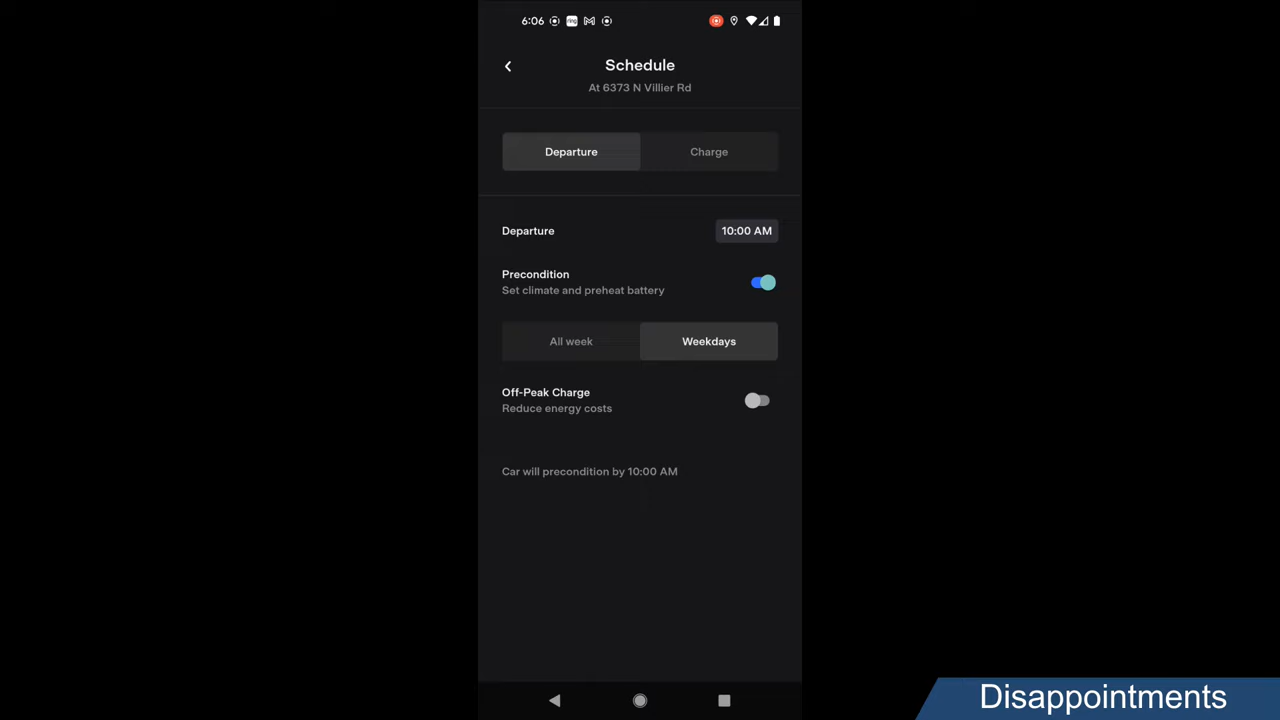 6:06
ring
Schedule
At 6373 N Villier Rd
Departure
Charge
Departure
10:00 AM
Precondition
Set climate and preheat battery
All week
Weekdays
Off-Peak Charge
Reduce energy costs
Car will precondition by 10:00 AM
Disappointments